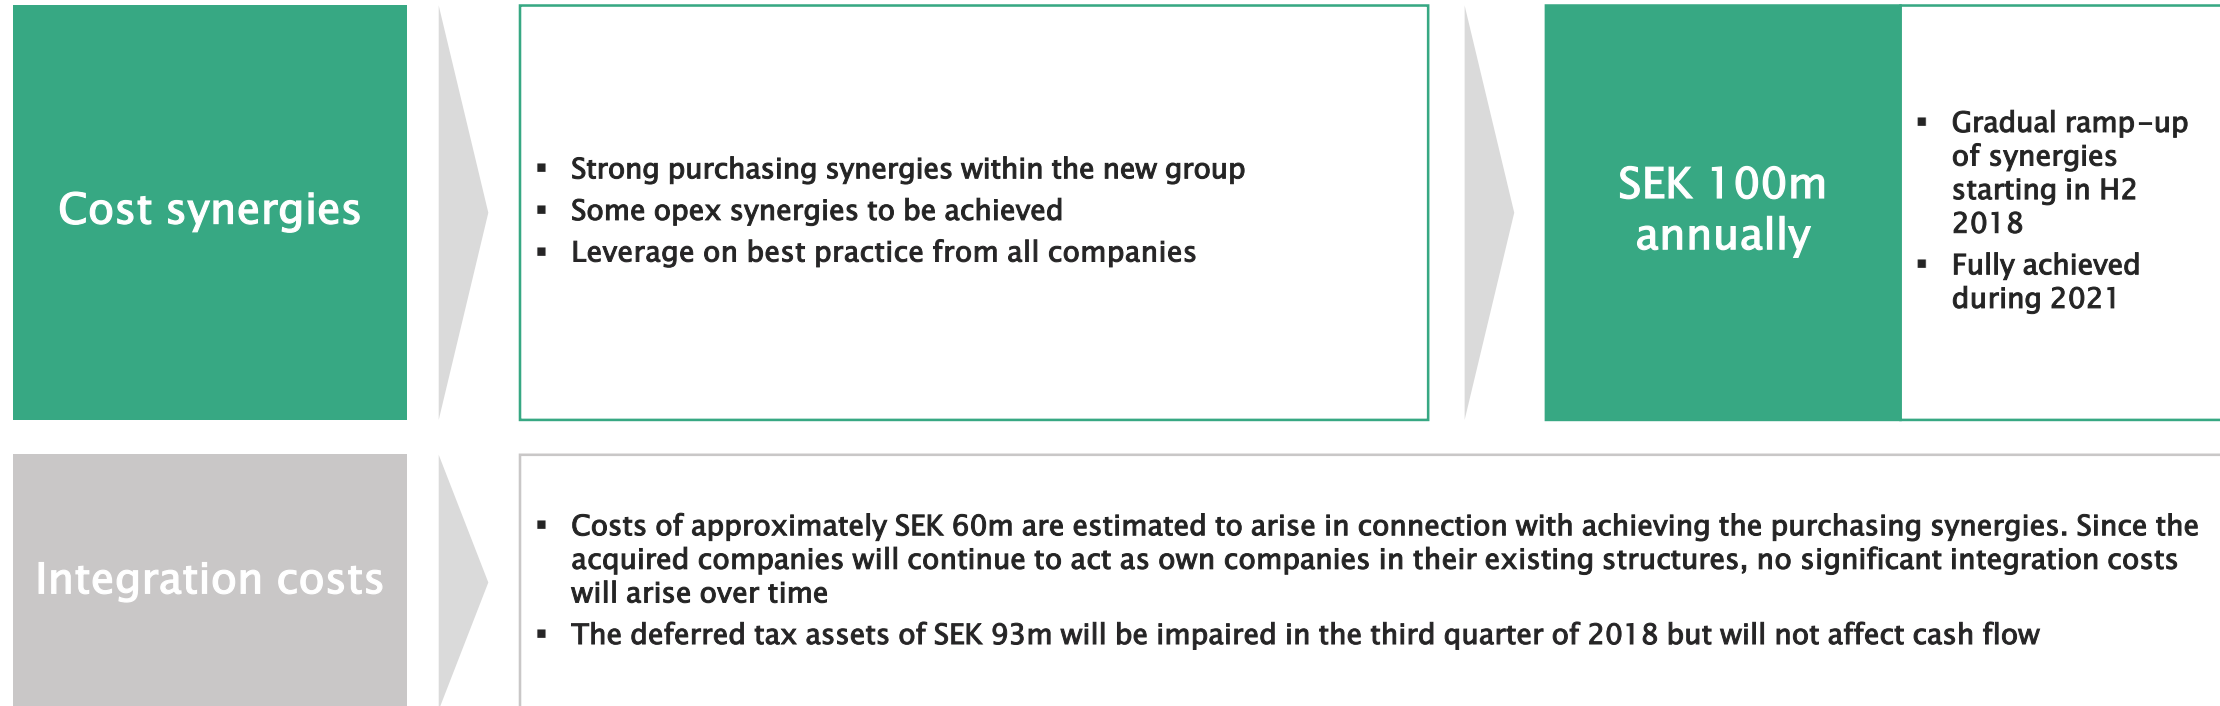 Cost synergies
▪ Strong purchasing synergies within the new group
▪ Some opex synergies to be achieved
▪ Leverage on best practice from all companies
SEK 100m
annually
▪ Gradual ramp-up
of synergies
starting in H2
2018
▪ Fully achieved
during 2021
Integration costs
▪ Costs of approximately SEK 60m are estimated to arise in connection with achieving the purchasing synergies. Since the
acquired companies will continue to act as own companies in their existing structures, no significant integration costs
will arise over time
▪ The deferred tax assets of SEK 93m will be impaired in the third quarter of 2018 but will not affect cash flow